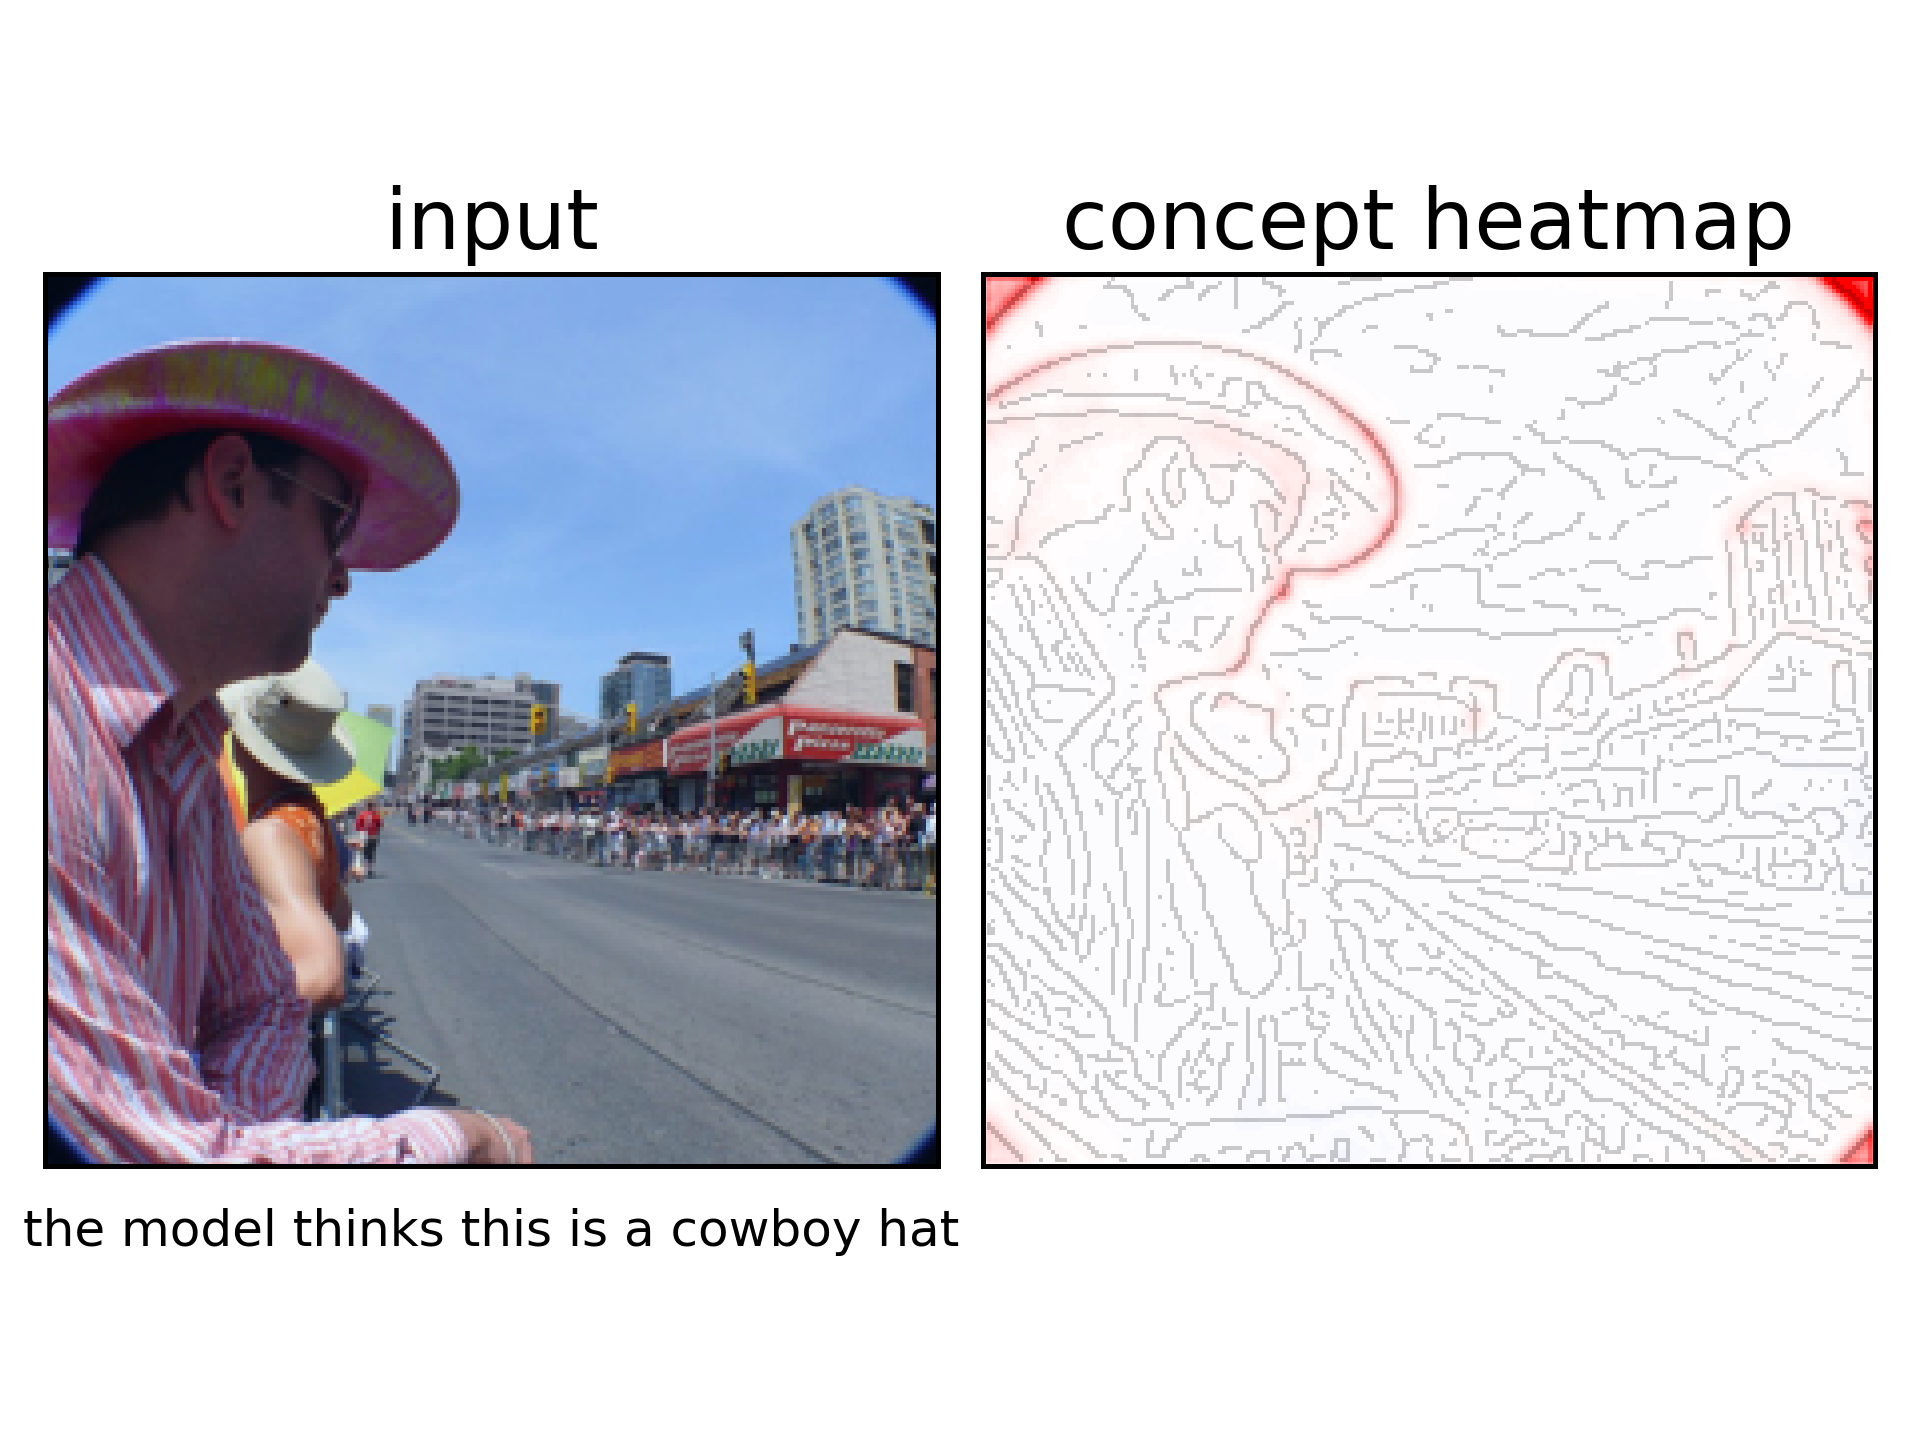 input
concept heatmap
the model thinks this is a cowboy hat